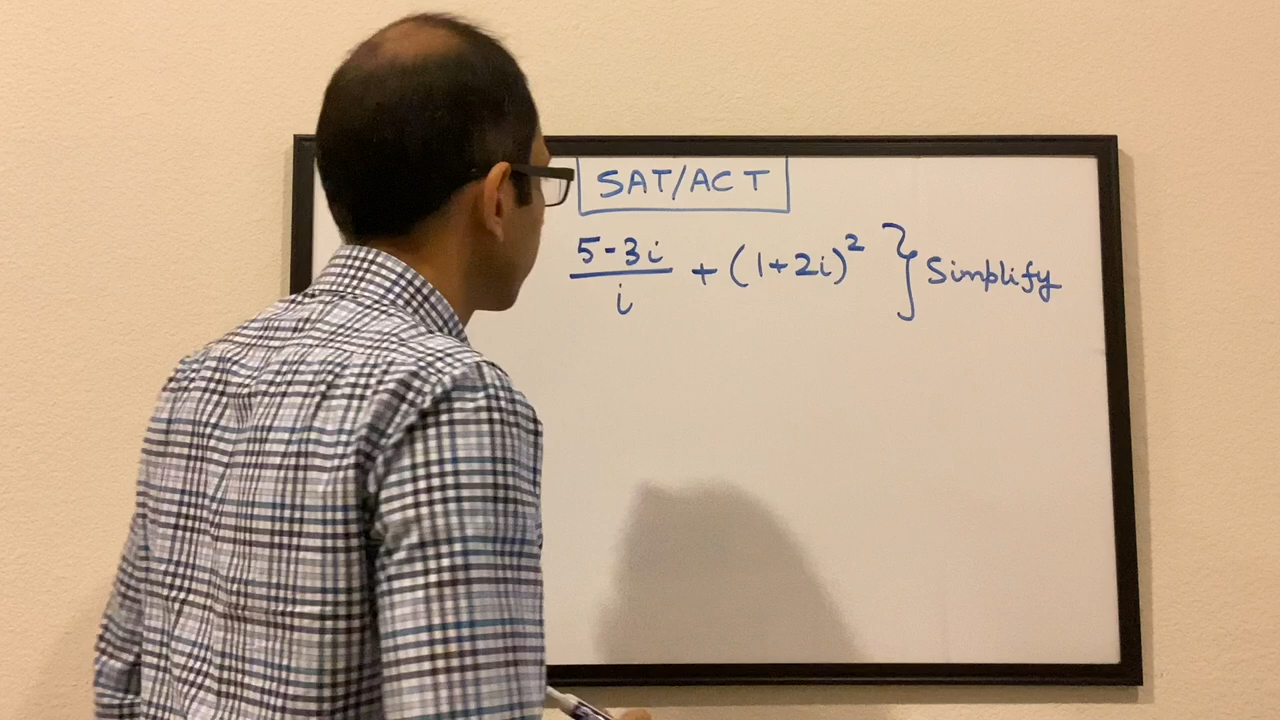 SAT/ACT
5-3i/i + (1+2i)² } Simplify